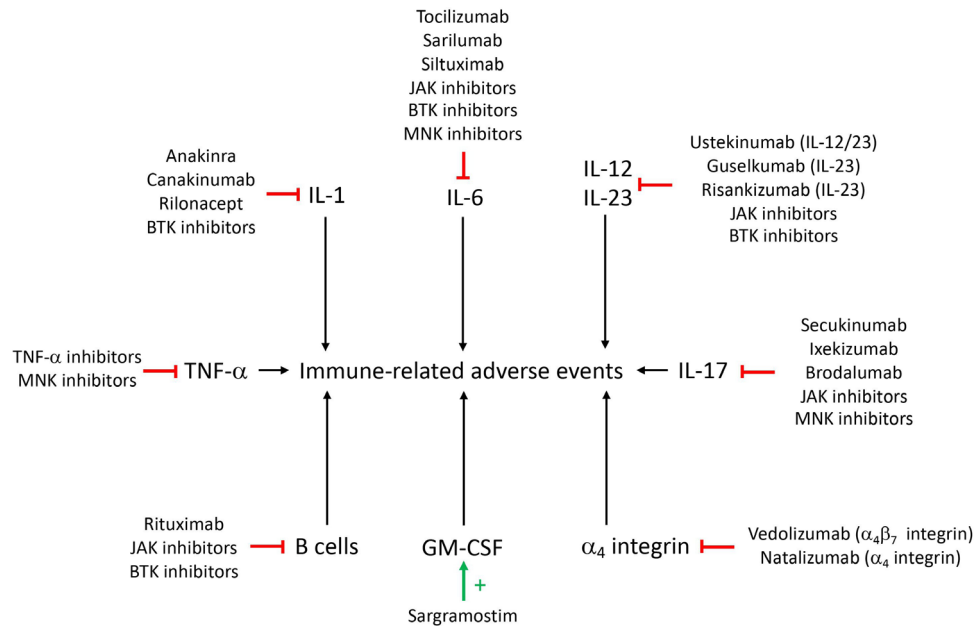 Tocilizumab
Sarilumab
Siltuximab
JAK inhibitors
BTK inhibitors
MNK inhibitors
Anakinra
Canakinumab
Rilonacept
BTK inhibitors
IL-1
IL-6
IL-12
IL-23
Ustekinumab (IL-12/23)
Guselkumab (IL-23)
Risankizumab (IL-23)
JAK inhibitors
BTK inhibitors
TNF-α inhibitors
MNK inhibitors
TNF-α
Immune-related adverse events
IL-17
Secukinumab
Ixekizumab
Brodalumab
JAK inhibitors
MNK inhibitors
Rituximab
JAK inhibitors
BTK inhibitors
B cells
GM-CSF
+
Sargramostim
α₄ integrin
Vedolizumab (α₄β₇ integrin)
Natalizumab (α₄ integrin)